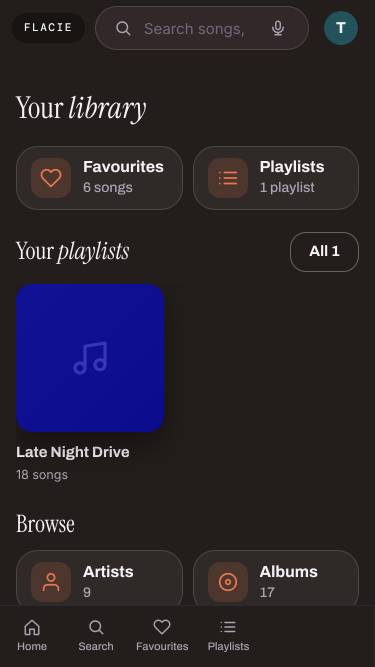 FLACIE
Search songs,
T
Your library
Favourites
6 songs
Playlists
1 playlist
Your playlists
All 1
Late Night Drive
18 songs
Browse
Artists
9
Albums
17
Home
Search
Favourites
Playlists